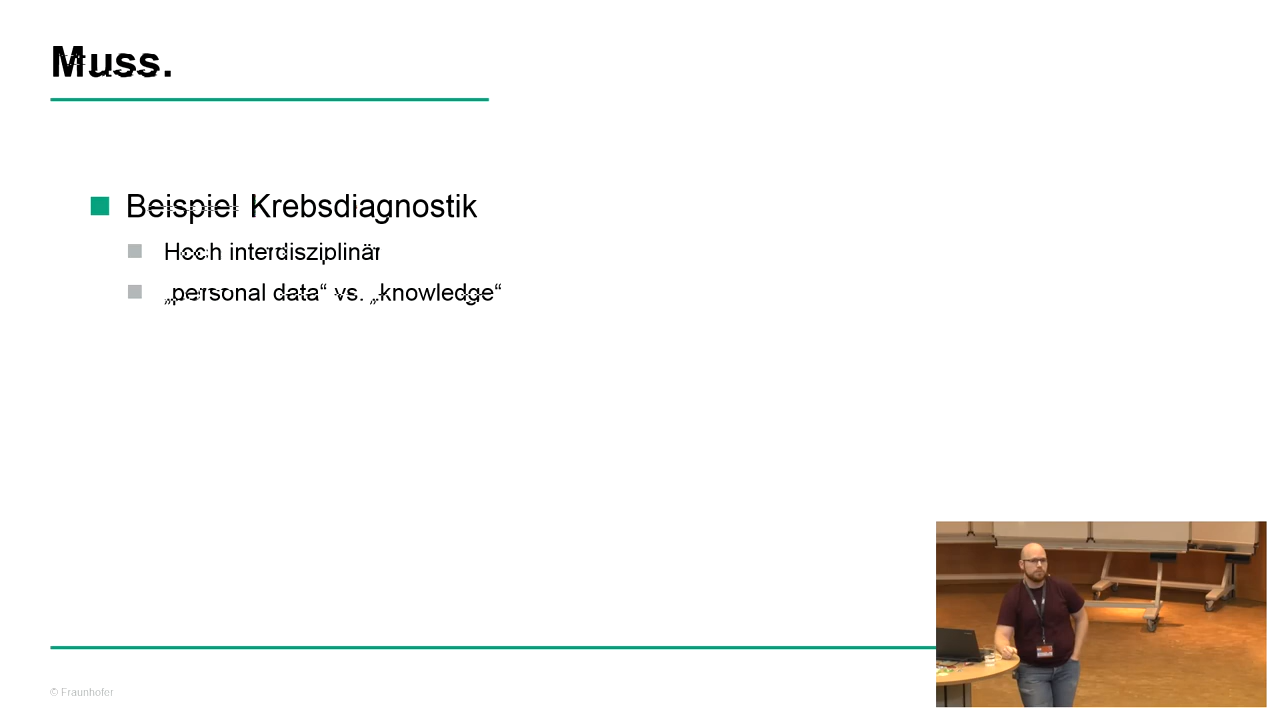 Muss.
Beispiel Krebsdiagnostik
Hoch interdisziplinär
„personal data“ vs. „knowledge“
© Fraunhofer